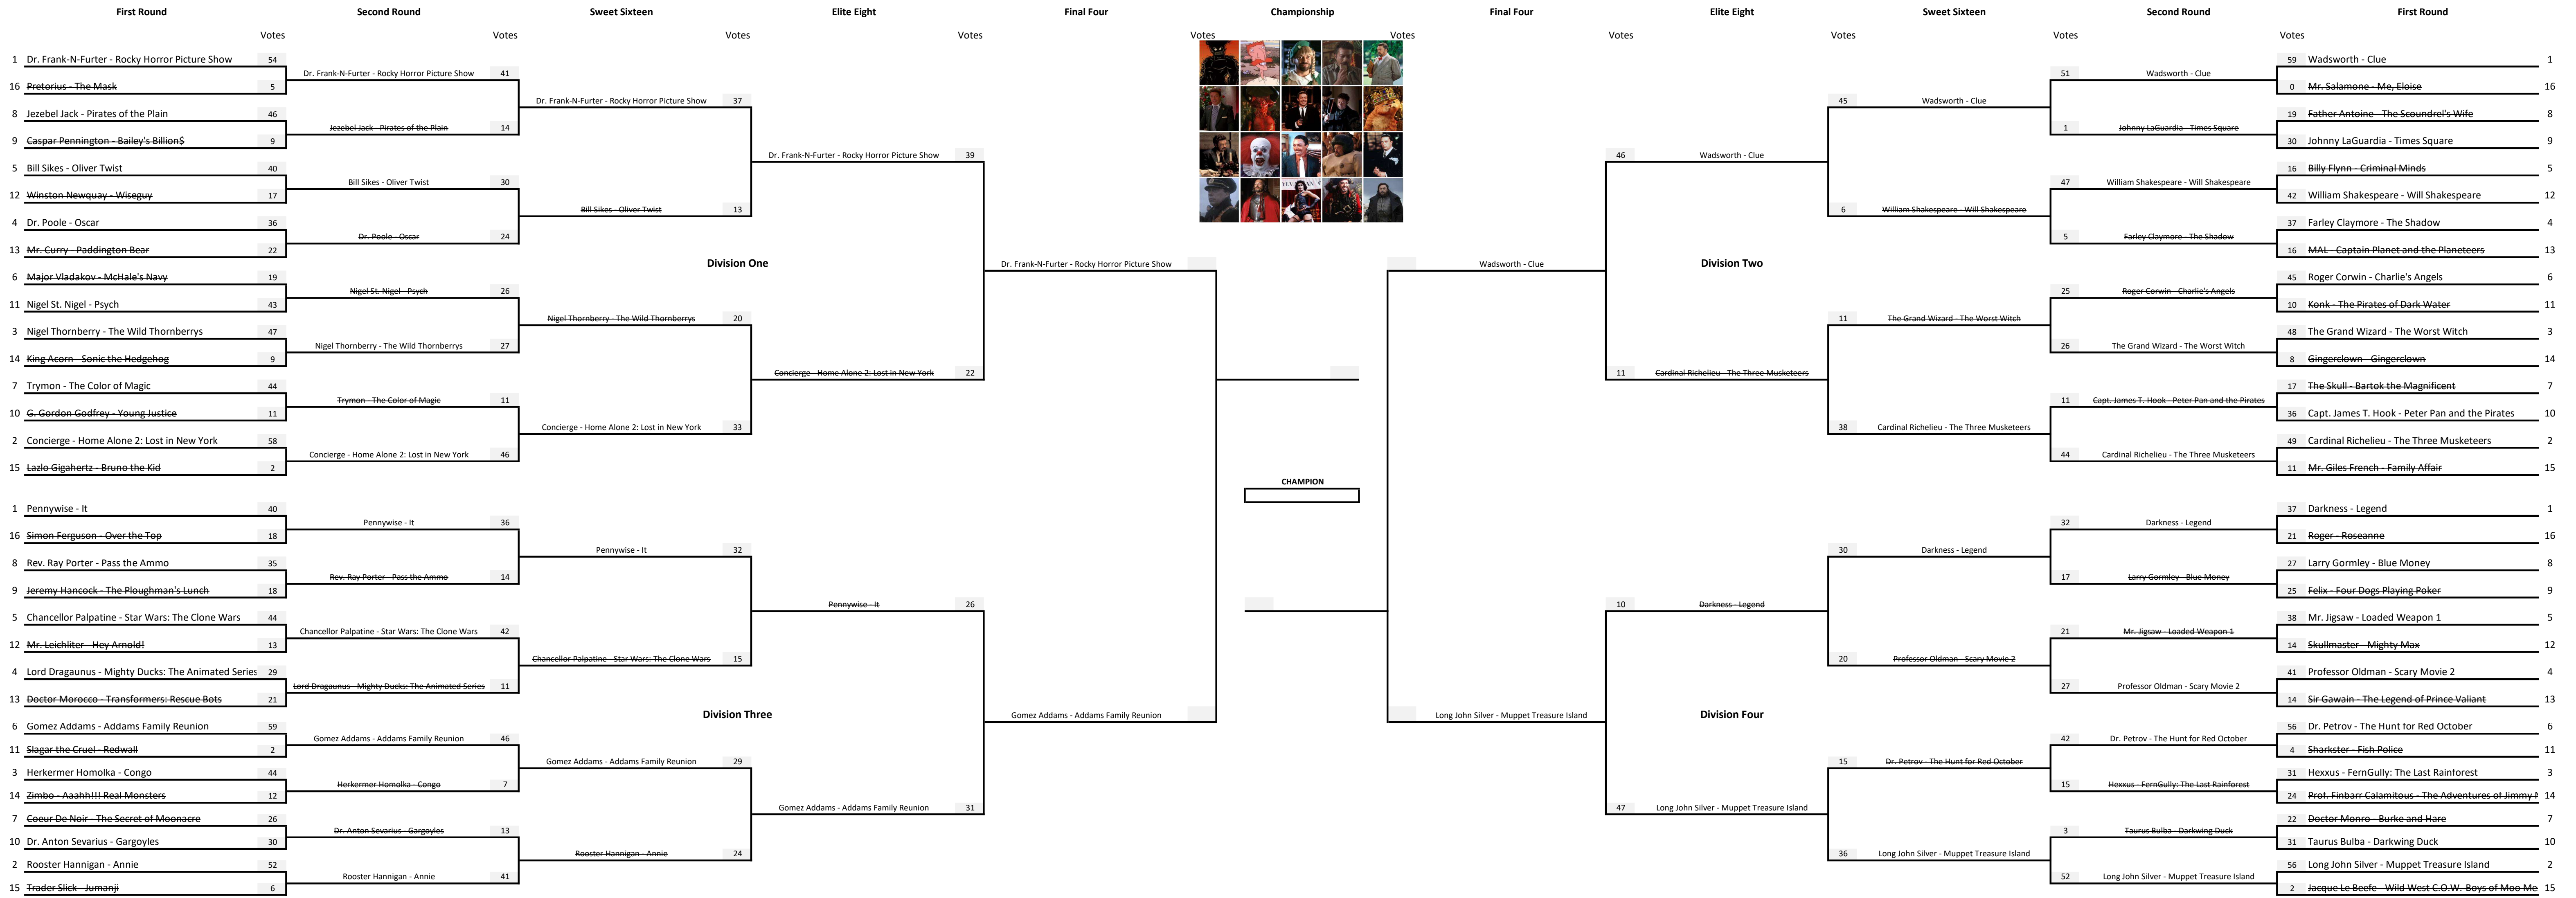 First Round
Second Round
Sweet Sixteen
Elite Eight
Final Four
Championship
Final Four
Elite Eight
Sweet Sixteen
Second Round
First Round
Votes
Votes
Votes
Votes
Votes
Votes
Votes
Votes
Votes
Votes
1 Dr. Frank-N-Furter - Rocky Horror Picture Show 54
16 Pretorius - The Mask 5
8 Jezebel Jack - Pirates of the Plain 46
9 Caspar Pennington - Bailey's Billion$ 9
5 Bill Sikes - Oliver Twist 40
12 Winston Newquay - Wiseguy 17
4 Dr. Poole - Oscar 36
13 Mr. Curry - Paddington Bear 22
6 Major Vladakov - McHale's Navy 19
11 Nigel St. Nigel - Psych 43
3 Nigel Thornberry - The Wild Thornberrys 47
14 King Acorn - Sonic the Hedgehog 9
7 Trymon - The Color of Magic 44
10 G. Gordon Godfrey - Young Justice 11
2 Concierge - Home Alone 2: Lost in New York 58
15 Lazlo Gigahertz - Bruno the Kid 2
Dr. Frank-N-Furter - Rocky Horror Picture Show 41
Jezebel Jack - Pirates of the Plain 14
Bill Sikes - Oliver Twist 30
Dr. Poole - Oscar 24
Nigel St. Nigel - Psych 26
Nigel Thornberry - The Wild Thornberrys 27
Trymon - The Color of Magic 11
Concierge - Home Alone 2: Lost in New York 46
Dr. Frank-N-Furter - Rocky Horror Picture Show 37
Bill Sikes - Oliver Twist 13
Division One
Nigel Thornberry - The Wild Thornberrys 20
Concierge - Home Alone 2: Lost in New York 33
Dr. Frank-N-Furter - Rocky Horror Picture Show 39
Concierge - Home Alone 2: Lost in New York 22
Dr. Frank-N-Furter - Rocky Horror Picture Show
1 Pennywise - It 40
16 Simon Ferguson - Over the Top 18
8 Rev. Ray Porter - Pass the Ammo 35
9 Jeremy Hancock - The Ploughman's Lunch 18
5 Chancellor Palpatine - Star Wars: The Clone Wars 44
12 Mr. Leichliter - Hey Arnold! 13
4 Lord Dragaunus - Mighty Ducks: The Animated Series 29
13 Doctor Morocco - Transformers: Rescue Bots 21
6 Gomez Addams - Addams Family Reunion 59
11 Slagar the Cruel - Redwall 2
3 Herkermer Homolka - Congo 44
14 Zimbo - Aaahh!!! Real Monsters 12
7 Coeur De Noir - The Secret of Moonacre 26
10 Dr. Anton Sevarius - Gargoyles 30
2 Rooster Hannigan - Annie 52
15 Trader Slick - Jumanji 6
Pennywise - It 36
Rev. Ray Porter - Pass the Ammo 14
Chancellor Palpatine - Star Wars: The Clone Wars 42
Lord Dragaunus - Mighty Ducks: The Animated Series 11
Gomez Addams - Addams Family Reunion 46
Herkermer Homolka - Congo 7
Dr. Anton Sevarius - Gargoyles 13
Rooster Hannigan - Annie 41
Pennywise - It 32
Chancellor Palpatine - Star Wars: The Clone Wars 15
Division Three
Gomez Addams - Addams Family Reunion 29
Rooster Hannigan - Annie 24
Pennywise - It 26
Gomez Addams - Addams Family Reunion 31
Gomez Addams - Addams Family Reunion
CHAMPION
Wadsworth - Clue
Long John Silver - Muppet Treasure Island
46 Wadsworth - Clue
11 Cardinal Richelieu - The Three Musketeers
10 Darkness - Legend
47 Long John Silver - Muppet Treasure Island
45 Wadsworth - Clue
6 William Shakespeare - Will Shakespeare
Division Two
11 The Grand Wizard - The Worst Witch
38 Cardinal Richelieu - The Three Musketeers
30 Darkness - Legend
20 Professor Oldman - Scary Movie 2
Division Four
15 Dr. Petrov - The Hunt for Red October
36 Long John Silver - Muppet Treasure Island
51 Wadsworth - Clue
1 Johnny LaGuardia - Times Square
47 William Shakespeare - Will Shakespeare
5 Farley Claymore - The Shadow
25 Roger Corwin - Charlie's Angels
26 The Grand Wizard - The Worst Witch
11 Capt. James T. Hook - Peter Pan and the Pirates
44 Cardinal Richelieu - The Three Musketeers
32 Darkness - Legend
17 Larry Gormley - Blue Money
21 Mr. Jigsaw - Loaded Weapon 1
27 Professor Oldman - Scary Movie 2
42 Dr. Petrov - The Hunt for Red October
15 Hexxus - FernGully: The Last Rainforest
3 Taurus Bulba - Darkwing Duck
52 Long John Silver - Muppet Treasure Island
59 Wadsworth - Clue 1
0 Mr. Salamone - Me, Eloise 16
19 Father Antoine - The Scoundrel's Wife 8
30 Johnny LaGuardia - Times Square 9
16 Billy Flynn - Criminal Minds 5
42 William Shakespeare - Will Shakespeare 12
37 Farley Claymore - The Shadow 4
16 MAL - Captain Planet and the Planeteers 13
45 Roger Corwin - Charlie's Angels 6
10 Konk - The Pirates of Dark Water 11
48 The Grand Wizard - The Worst Witch 3
8 Gingerclown - Gingerclown 14
17 The Skull - Bartok the Magnificent 7
36 Capt. James T. Hook - Peter Pan and the Pirates 10
49 Cardinal Richelieu - The Three Musketeers 2
11 Mr. Giles French - Family Affair 15
37 Darkness - Legend 1
21 Roger - Roseanne 16
27 Larry Gormley - Blue Money 8
25 Felix - Four Dogs Playing Poker 9
38 Mr. Jigsaw - Loaded Weapon 1 5
14 Skullmaster - Mighty Max 12
41 Professor Oldman - Scary Movie 2 4
14 Sir Gawain - The Legend of Prince Valiant 13
56 Dr. Petrov - The Hunt for Red October 6
4 Sharkster - Fish Police 11
31 Hexxus - FernGully: The Last Rainforest 3
24 Prof. Finbarr Calamitous - The Adventures of Jimmy 14
22 Doctor Monro - Burke and Hare 7
31 Taurus Bulba - Darkwing Duck 10
56 Long John Silver - Muppet Treasure Island 2
2 Jacque Le Beefe - Wild West C.O.W.-Boys of Moo Me 15